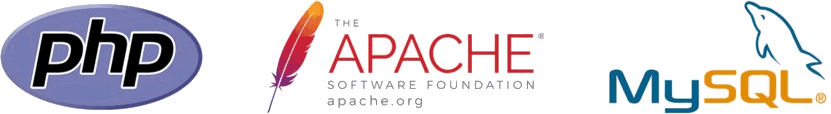 php
THE
APACHE®
SOFTWARE FOUNDATION
apache.org
MySQL®